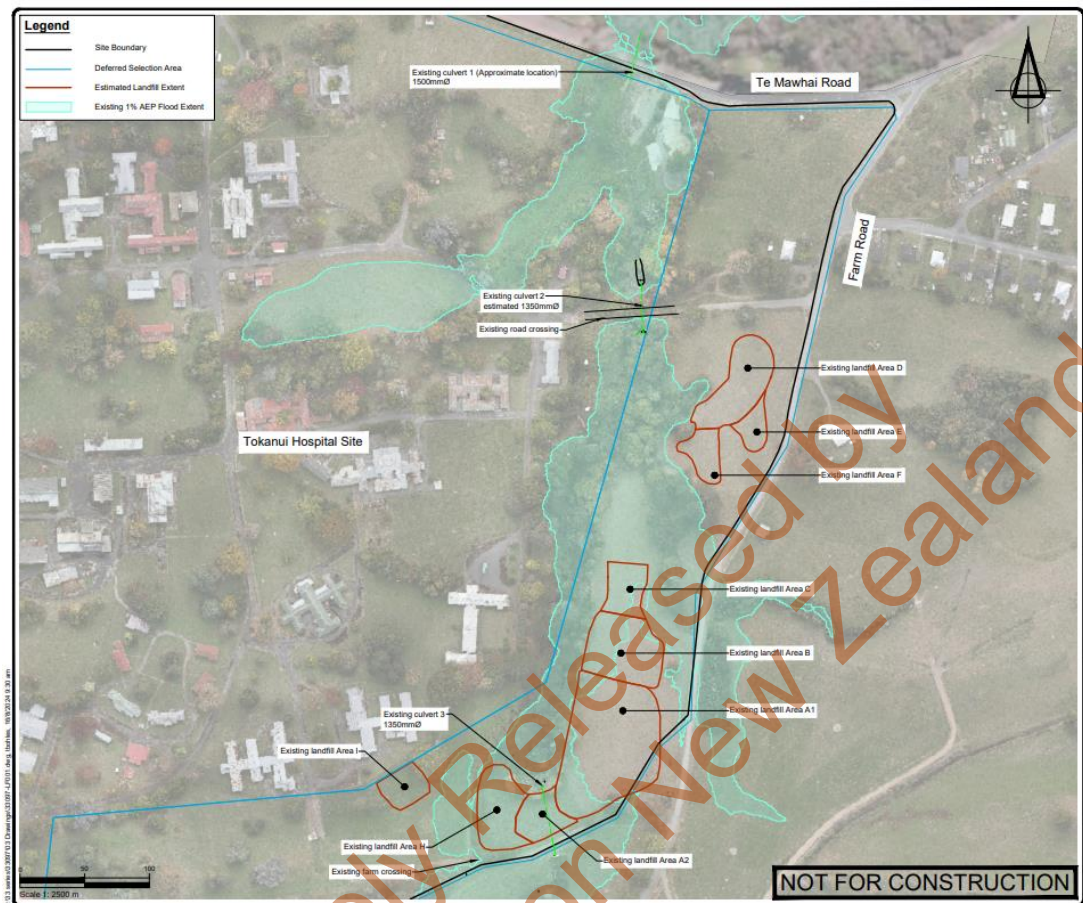 Legend
Site Boundary
Deferred Selection Area
Estimated Landfill Extent
Existing 1% AEP Flood Extent
Existing culvert 1 (Approximate location)
1500mmØ
Te Mawhai Road
Farm Road
Existing culvert 2
estimated 1350mmØ
Existing road crossing
Existing landfill Area D
Existing landfill Area E
Existing landfill Area F
Tokanui Hospital Site
Existing landfill Area C
Existing landfill Area B
Existing landfill Area A1
Existing culvert 3
1350mmØ
Existing landfill Area I
Existing landfill Area H
Existing landfill Area A2
Existing farm crossing
0 50 100
Scale 1: 2500 m
NOT FOR CONSTRUCTION
ely Released by
on New Zealand